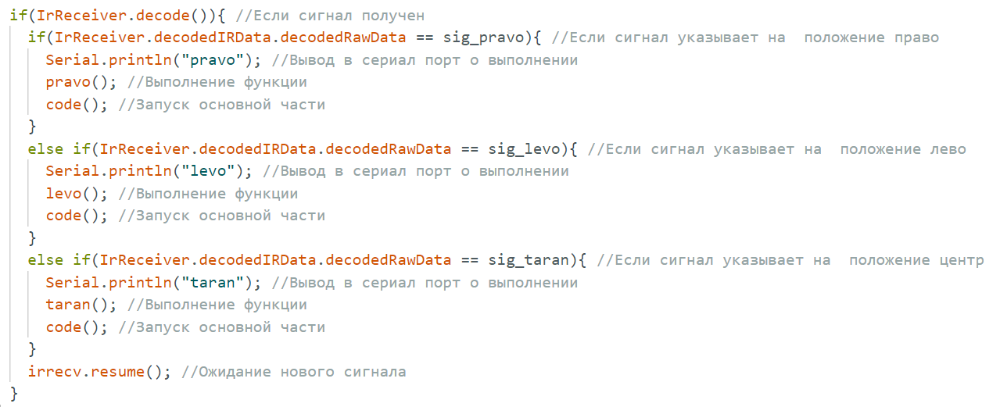 if(IrReceiver.decode()){ //Если сигнал получен
if(IrReceiver.decodedIRData.decodedRawData == sig_pravo){ //Если сигнал указывает на  положение право
Serial.println("pravo"); //Вывод в сериал порт о выполнении
pravo(); //Выполнение функции
code(); //Запуск основной части
}
else if(IrReceiver.decodedIRData.decodedRawData == sig_levo){ //Если сигнал указывает на  положение лево
Serial.println("levo"); //Вывод в сериал порт о выполнении
levo(); //Выполнение функции
code(); //Запуск основной части
}
else if(IrReceiver.decodedIRData.decodedRawData == sig_taran){ //Если сигнал указывает на  положение центр
Serial.println("taran"); //Вывод в сериал порт о выполнении
taran(); //Выполнение функции
code(); //Запуск основной части
}
irrecv.resume(); //Ожидание нового сигнала
}